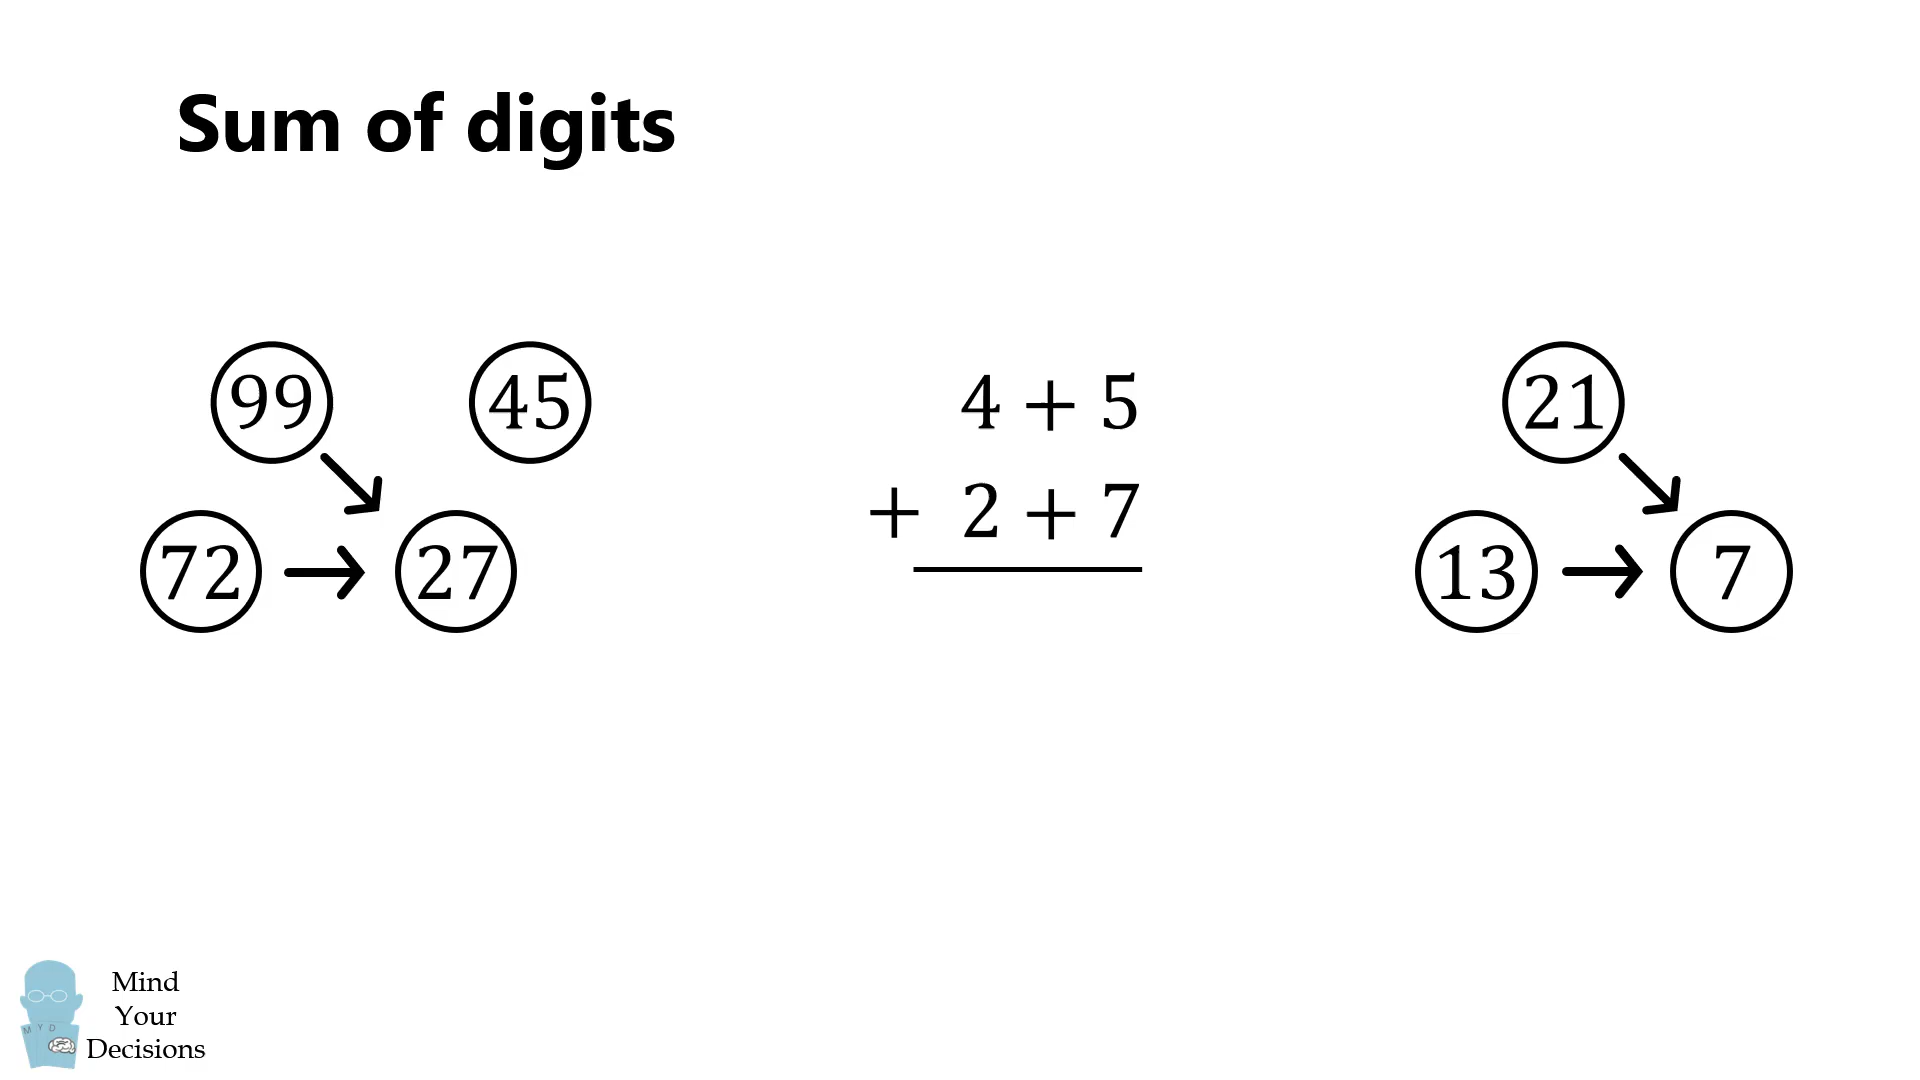 Sum of digits
99 45 4 + 5 21
72 27 + 2 + 7 13 7
M Y D
Mind
Your
Decisions